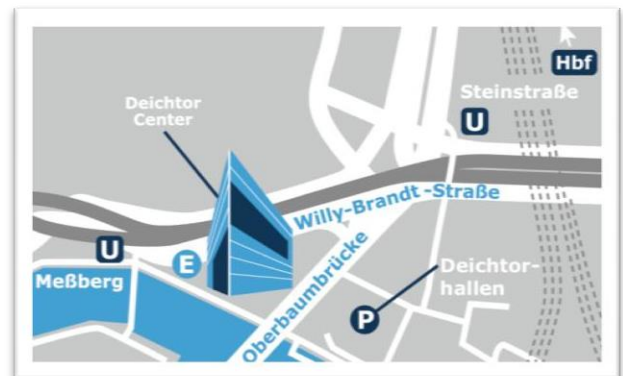 Hbf
Steinstraße
U
Deichtor
Center
Willy-Brandt -Straße
U
E
Meßberg
Deichtor-
hallen
P
Oberbaumbrücke